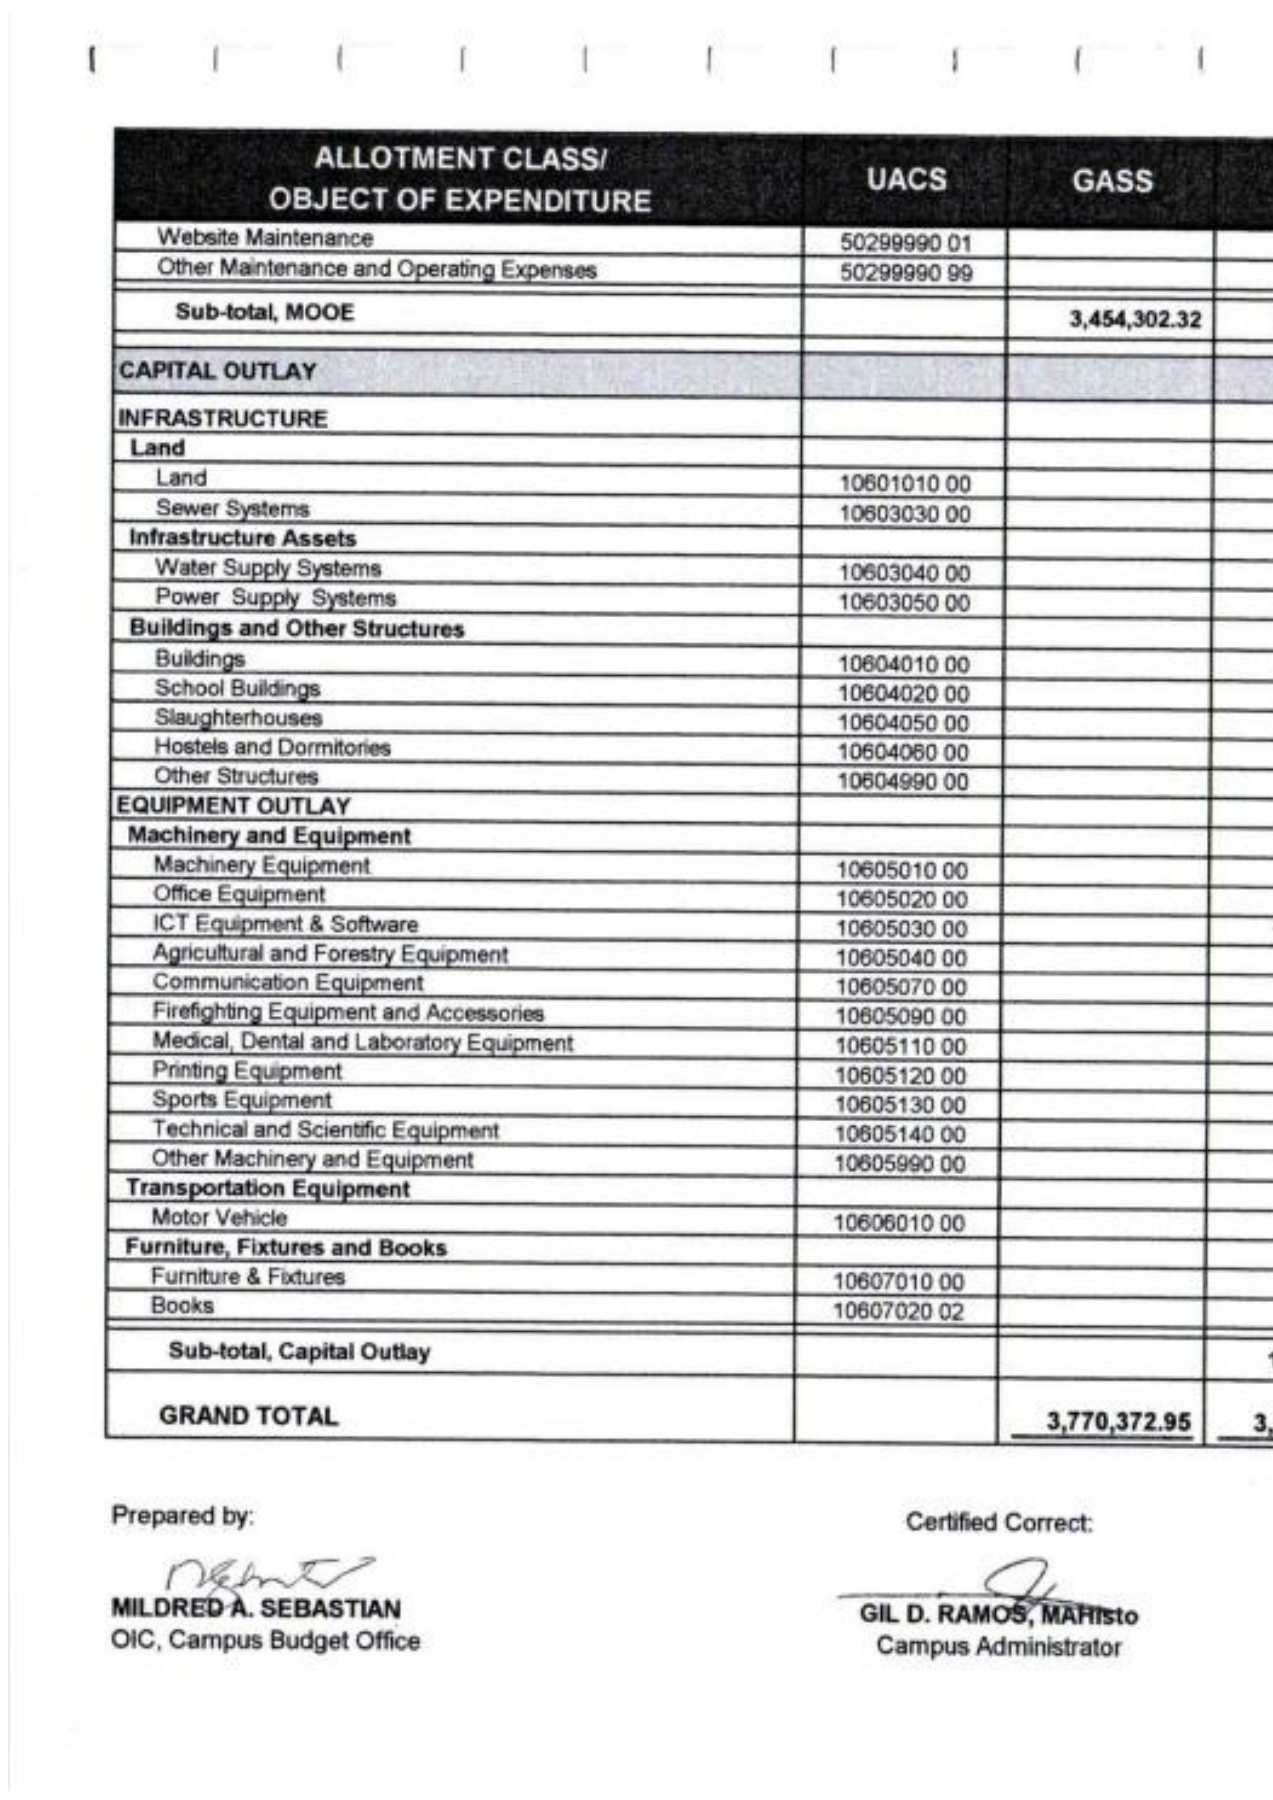 ALLOTMENT CLASS/
OBJECT OF EXPENDITURE UACS GASS
Website Maintenance 50299990 01
Other Maintenance and Operating Expenses 50299990 99
Sub-total, MOOE 3,454,302.32
CAPITAL OUTLAY
INFRASTRUCTURE
Land
Land 10601010 00
Sewer Systems 10603030 00
Infrastructure Assets
Water Supply Systems 10603040 00
Power Supply Systems 10603050 00
Buildings and Other Structures
Buildings 10604010 00
School Buildings 10604020 00
Slaughterhouses 10604050 00
Hostels and Dormitories 10604060 00
Other Structures 10604990 00
EQUIPMENT OUTLAY
Machinery and Equipment
Machinery Equipment 10605010 00
Office Equipment 10605020 00
ICT Equipment & Software 10605030 00
Agricultural and Forestry Equipment 10605040 00
Communication Equipment 10605070 00
Firefighting Equipment and Accessories 10605090 00
Medical, Dental and Laboratory Equipment 10605110 00
Printing Equipment 10605120 00
Sports Equipment 10605130 00
Technical and Scientific Equipment 10605140 00
Other Machinery and Equipment 10605990 00
Transportation Equipment
Motor Vehicle 10606010 00
Furniture, Fixtures and Books
Furniture & Fixtures 10607010 00
Books 10607020 02
Sub-total, Capital Outlay
GRAND TOTAL 3,770,372.95 3,
Prepared by: Certified Correct:
MILDRED A. SEBASTIAN GIL D. RAMOS, MAHisto
OIC, Campus Budget Office Campus Administrator